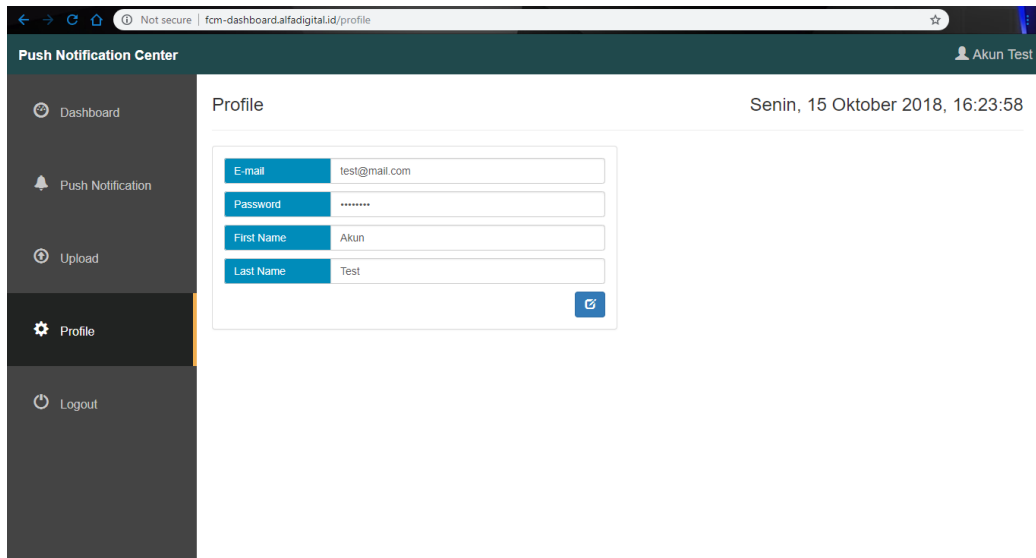 Not secure | fcm-dashboard.alfadigital.id/profile
Push Notification Center
Akun Test
Dashboard
Push Notification
Upload
Profile
Logout
Profile
Senin, 15 Oktober 2018, 16:23:58
E-mail test@mail.com
Password ••••••••
First Name Akun
Last Name Test